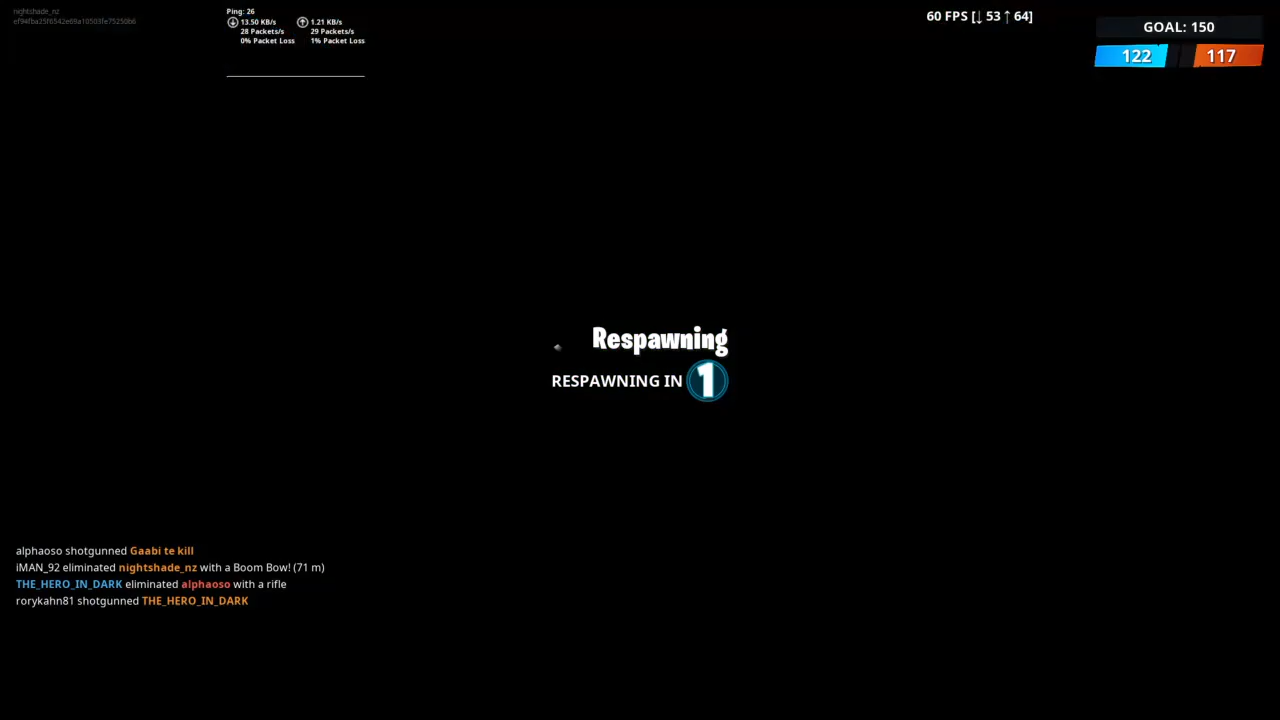 nightshade_nz
ef94fba25f6542e69a10503fe75250b6
Ping: 26
13.50 KB/s 1.21 KB/s
28 Packets/s 29 Packets/s
0% Packet Loss 1% Packet Loss
60 FPS [↓ 53 ↑ 64]
GOAL: 150
122 117
Respawning
RESPAWNING IN 1
alphaoso shotgunned Gaabi te kill
iMAN_92 eliminated nightshade_nz with a Boom Bow! (71 m)
THE_HERO_IN_DARK eliminated alphaoso with a rifle
rorykahn81 shotgunned THE_HERO_IN_DARK